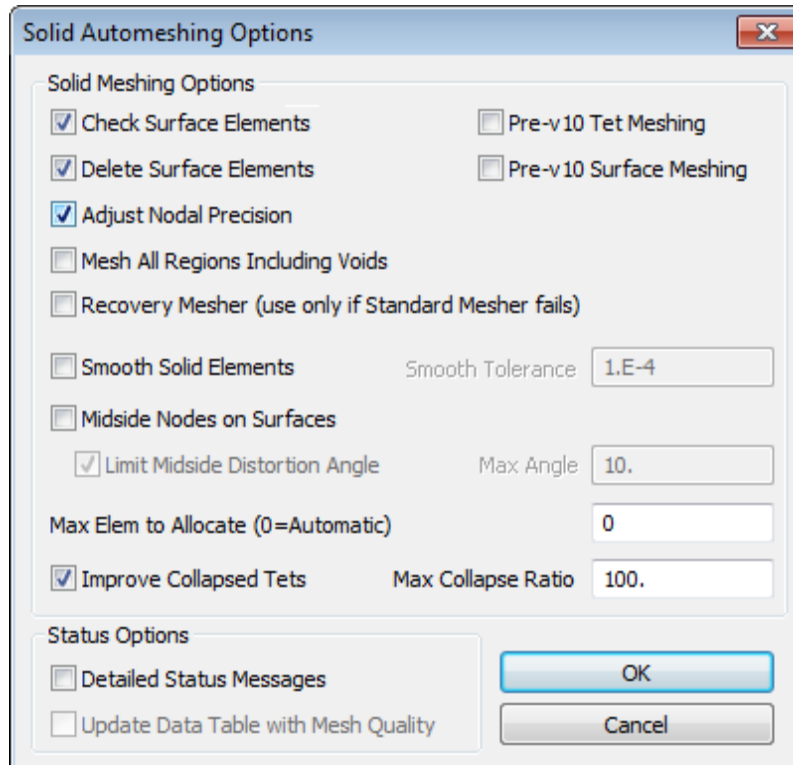 Solid Automeshing Options
Solid Meshing Options
Check Surface Elements Pre-v10 Tet Meshing
Delete Surface Elements Pre-v10 Surface Meshing
Adjust Nodal Precision
Mesh All Regions Including Voids
Recovery Mesher (use only if Standard Mesher fails)
Smooth Solid Elements Smooth Tolerance 1.E-4
Midside Nodes on Surfaces
Limit Midside Distortion Angle Max Angle 10.
Max Elem to Allocate (0=Automatic) 0
Improve Collapsed Tets Max Collapse Ratio 100.
Status Options
Detailed Status Messages OK
Update Data Table with Mesh Quality Cancel